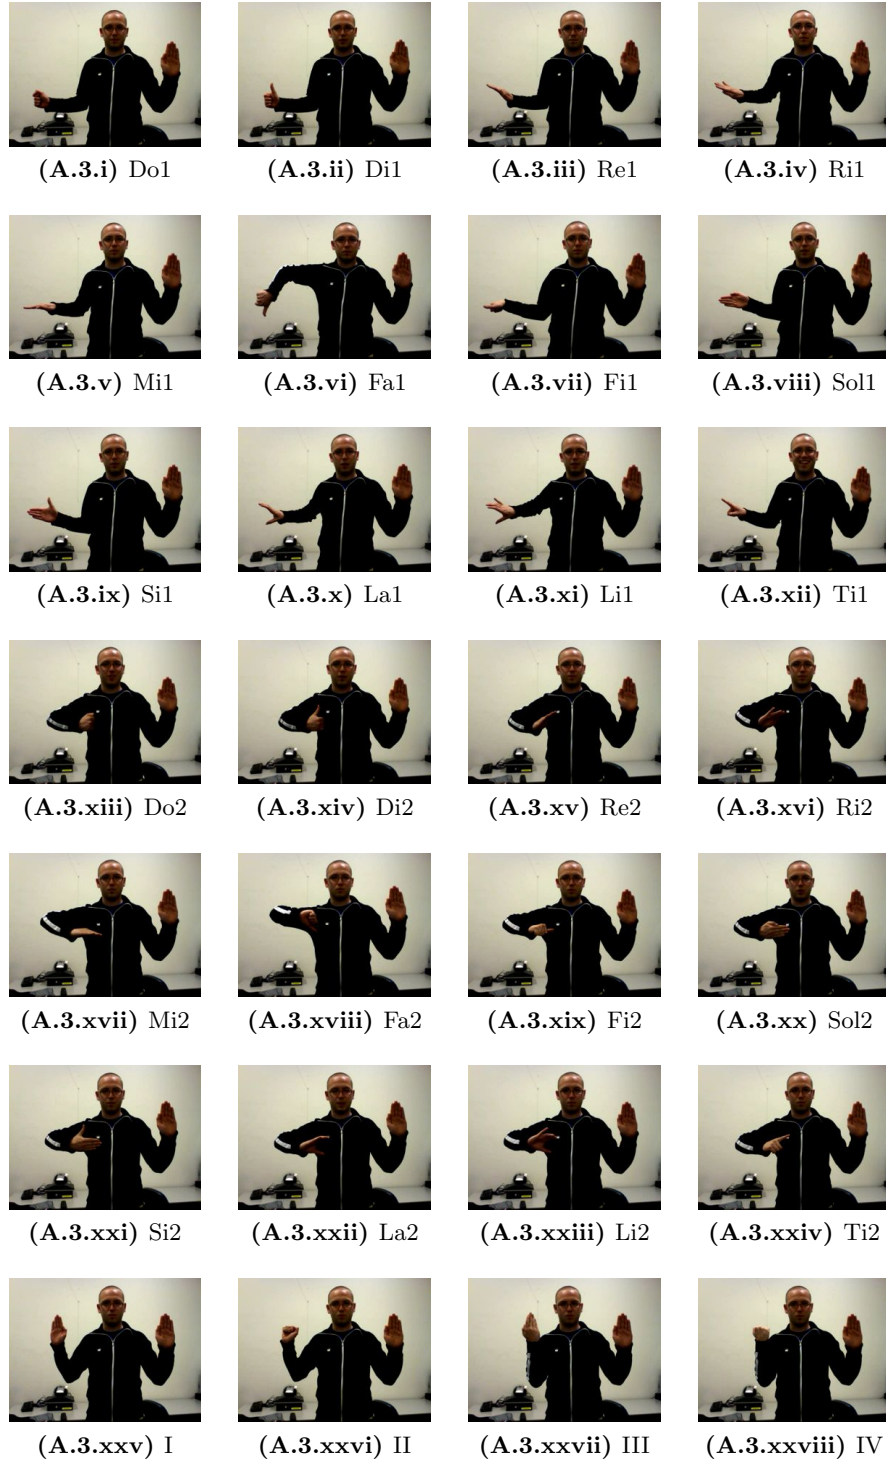 (A.3.i) Do1 (A.3.ii) Di1 (A.3.iii) Re1 (A.3.iv) Ri1
(A.3.v) Mi1 (A.3.vi) Fa1 (A.3.vii) Fi1 (A.3.viii) Sol1
(A.3.ix) Si1 (A.3.x) La1 (A.3.xi) Li1 (A.3.xii) Ti1
(A.3.xiii) Do2 (A.3.xiv) Di2 (A.3.xv) Re2 (A.3.xvi) Ri2
(A.3.xvii) Mi2 (A.3.xviii) Fa2 (A.3.xix) Fi2 (A.3.xx) Sol2
(A.3.xxi) Si2 (A.3.xxii) La2 (A.3.xxiii) Li2 (A.3.xxiv) Ti2
(A.3.xxv) I (A.3.xxvi) II (A.3.xxvii) III (A.3.xxviii) IV